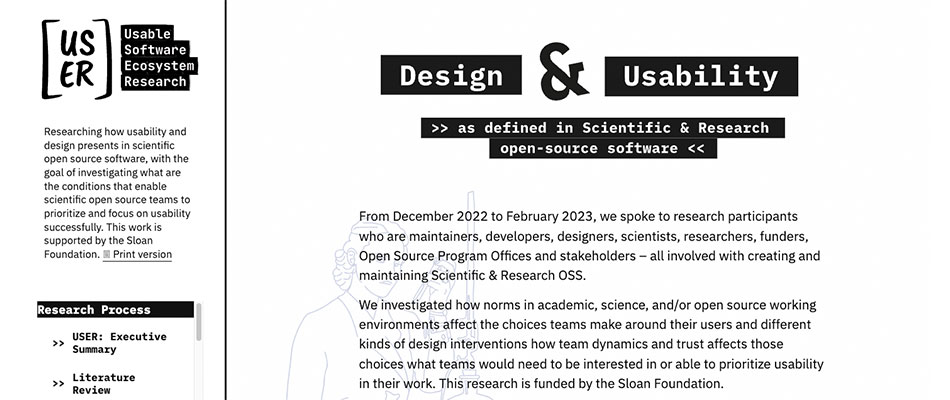 US
ER
Usable
Software
Ecosystem
Research
Researching how usability and
design presents in scientific
open source software, with the
goal of investigating what are
the conditions that enable
scientific open source teams to
prioritize and focus on usability
successfully. This work is
supported by the Sloan
Foundation. Print version
Research Process
>> USER: Executive
Summary
>> Literature
Review
Design & Usability
>> as defined in Scientific & Research
open-source software <<
From December 2022 to February 2023, we spoke to research participants
who are maintainers, developers, designers, scientists, researchers, funders,
Open Source Program Offices and stakeholders – all involved with creating and
maintaining Scientific & Research OSS.
We investigated how norms in academic, science, and/or open source working
environments affect the choices teams make around their users and different
kinds of design interventions how team dynamics and trust affects those
choices what teams would need to be interested in or able to prioritize usability
in their work. This research is funded by the Sloan Foundation.